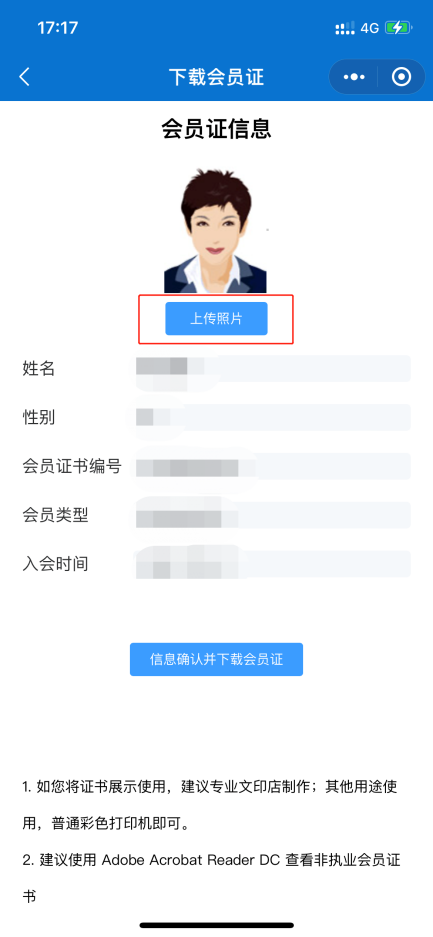 17:17
4G
下载会员证
会员证信息
上传照片
姓名
性别
会员证书编号
会员类型
入会时间
信息确认并下载会员证
1. 如您将证书展示使用，建议专业文印店制作；其他用途使
用，普通彩色打印机即可。
2. 建议使用 Adobe Acrobat Reader DC 查看非执业会员证
书